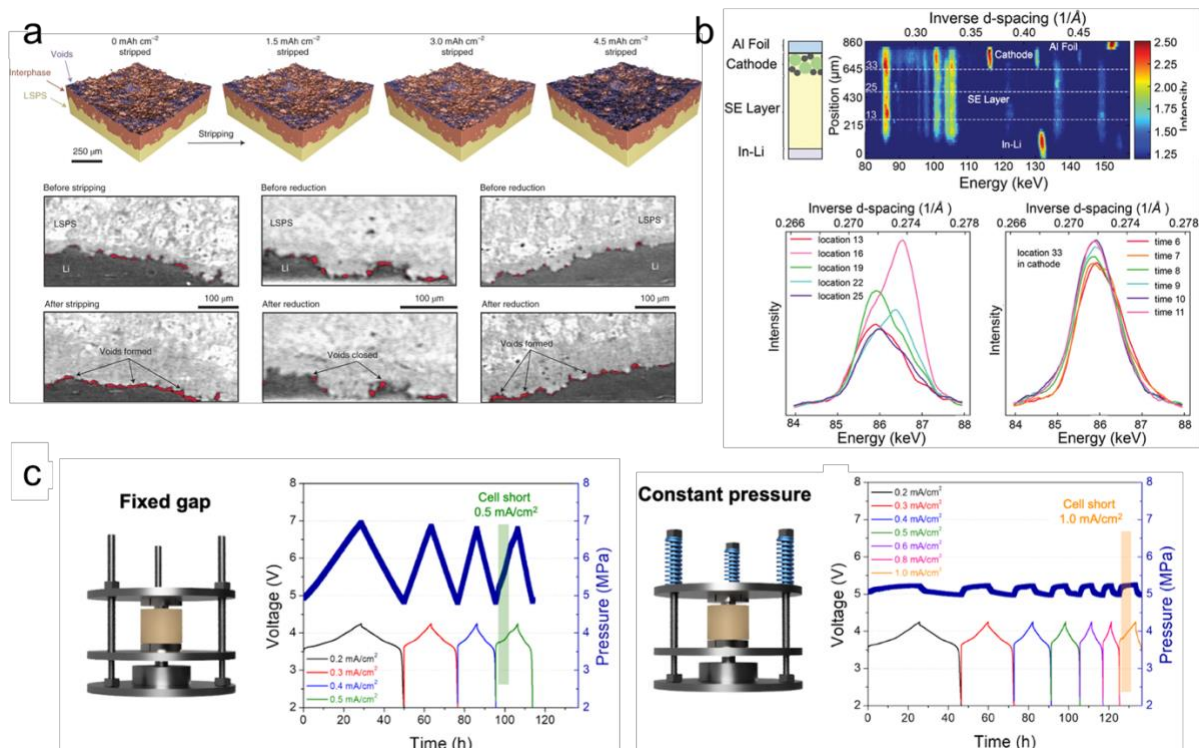 a
0 mAh cm⁻² stripped
1.5 mAh cm⁻² stripped
3.0 mAh cm⁻² stripped
4.5 mAh cm⁻² stripped
Voids
Interphase
LSPS
Stripping
250 μm
Before stripping
Before reduction
Before reduction
LSPS
LSPS
Li
Li
After stripping
100 μm
After reduction
100 μm
After reduction
100 μm
Voids formed
Voids closed
Voids formed
b
Inverse d-spacing (1/Å)
0.30 0.34 0.37 0.41 0.45
Al Foil
Cathode
SE Layer
In-Li
Position (μm)
860
645
430
215
0
33
25
13
Cathode
Al Foil
SE Layer
In-Li
80 90 100 110 120 130 140 150
Energy (keV)
2.50
2.25
2.00
1.75
1.50
1.25
Intensity
Inverse d-spacing (1/Å)
0.266 0.270 0.274 0.278
location 13
location 16
location 19
location 22
location 25
Intensity
84 85 86 87 88
Energy (keV)
Inverse d-spacing (1/Å)
0.266 0.270 0.274 0.278
location 33
in cathode
time 6
time 7
time 8
time 9
time 10
time 11
Intensity
84 85 86 87 88
Energy (keV)
c
Fixed gap
Cell short
0.5 mA/cm²
Voltage (V)
8
7
6
5
4
3
2
0.2 mA/cm²
0.3 mA/cm²
0.4 mA/cm²
0.5 mA/cm²
0 20 40 60 80 100 120 140
Time (h)
8
7
6
5
4
3
2
Pressure (MPa)
Constant pressure
0.2 mA/cm²
0.3 mA/cm²
0.4 mA/cm²
0.5 mA/cm²
0.6 mA/cm²
0.8 mA/cm²
1.0 mA/cm²
Cell short
1.0 mA/cm²
Voltage (V)
8
7
6
5
4
3
2
0 20 40 60 80 100 120
Time (h)
8
7
6
5
4
3
2
Pressure (MPa)